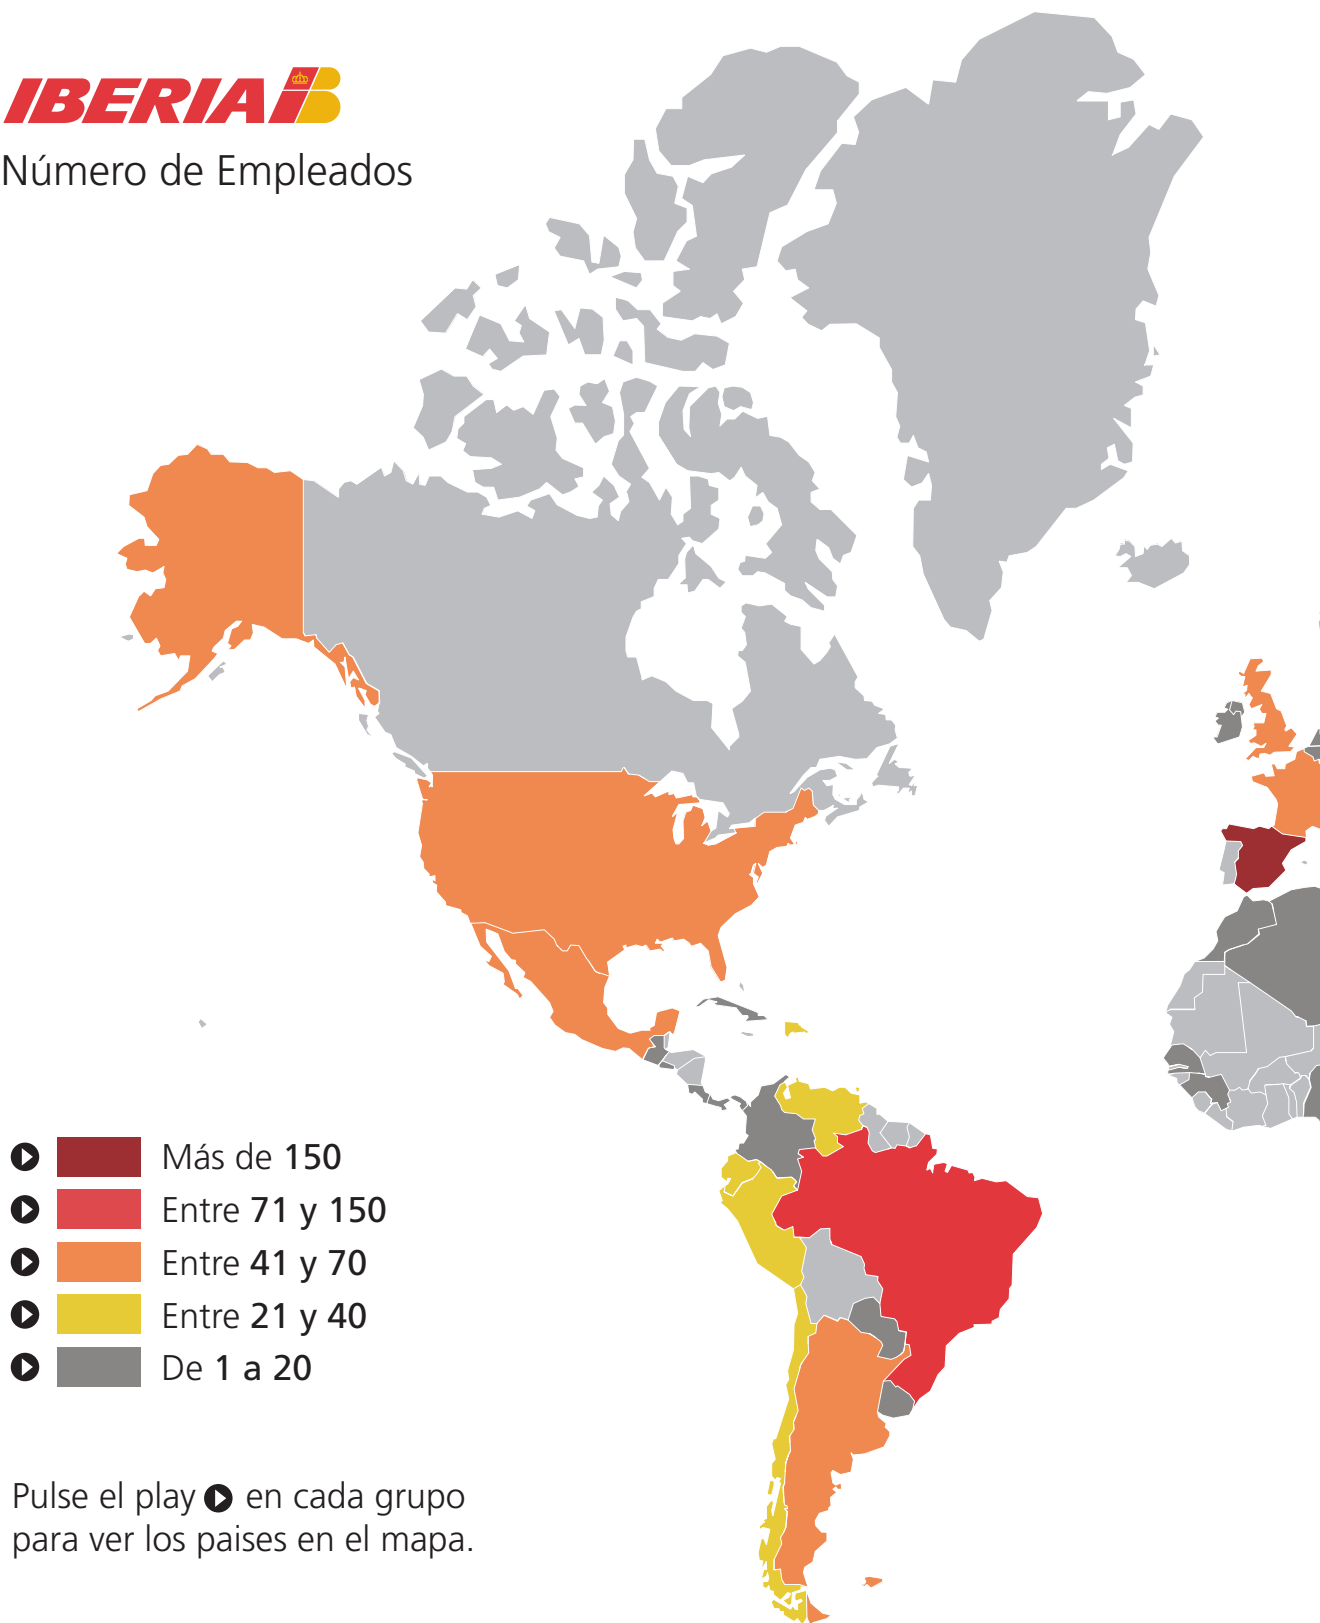 IBERIA
Número de Empleados
Más de 150
Entre 71 y 150
Entre 41 y 70
Entre 21 y 40
De 1 a 20
Pulse el play en cada grupo
para ver los paises en el mapa.